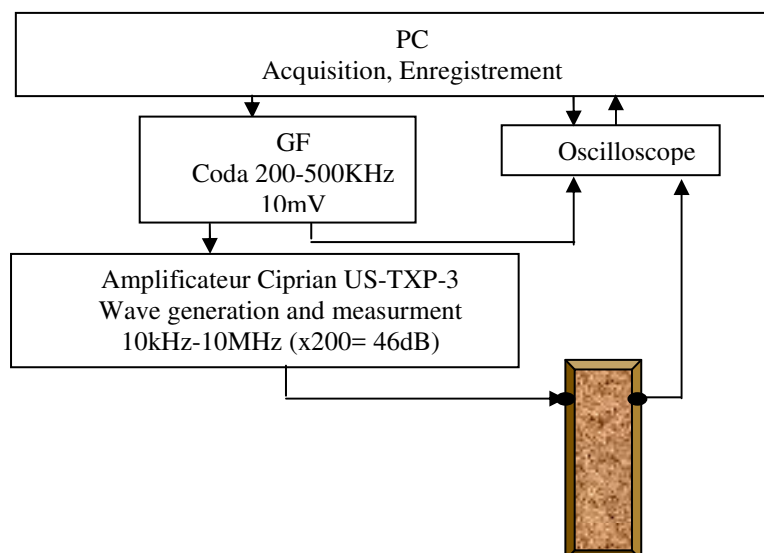 PC
Acquisition, Enregistrement
GF
Coda 200-500KHz
10mV
Oscilloscope
Amplificateur Ciprian US-TXP-3
Wave generation and measurment
10kHz-10MHz (x200= 46dB)